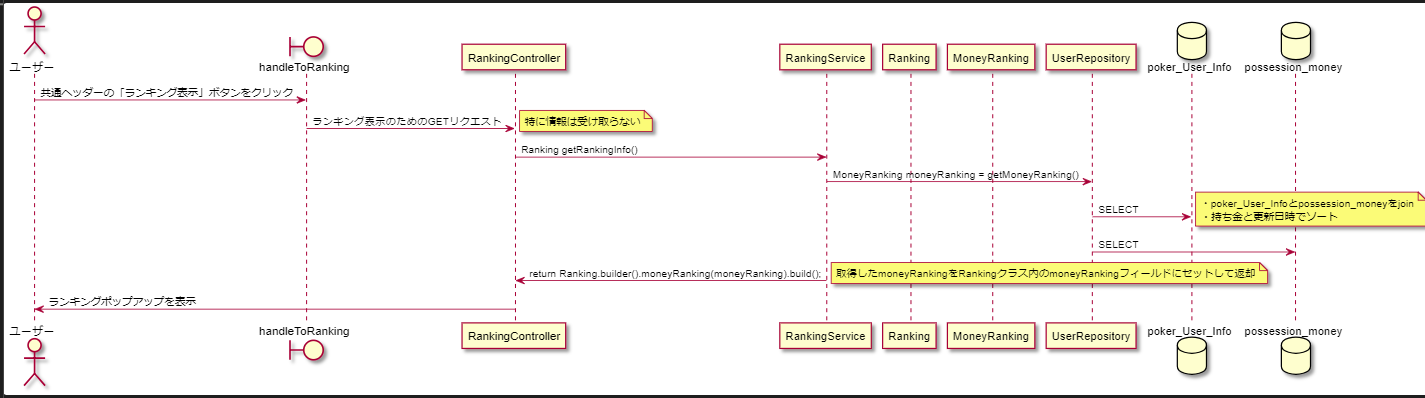 ユーザー
handleToRanking
RankingController
RankingService
Ranking
MoneyRanking
UserRepository
poker_User_Info
possession_money
共通ヘッダーの「ランキング表示」ボタンをクリック
ランキング表示のためのGETリクエスト
特に情報は受け取らない
Ranking getRankingInfo()
MoneyRanking moneyRanking = getMoneyRanking()
SELECT
・poker_User_Infoとpossession_moneyをjoin
・持ち金と更新日時でソート
SELECT
return Ranking.builder().moneyRanking(moneyRanking).build();
取得したmoneyRankingをRankingクラス内のmoneyRankingフィールドにセットして返却
ランキングポップアップを表示
ユーザー
handleToRanking
RankingController
RankingService
Ranking
MoneyRanking
UserRepository
poker_User_Info
possession_money